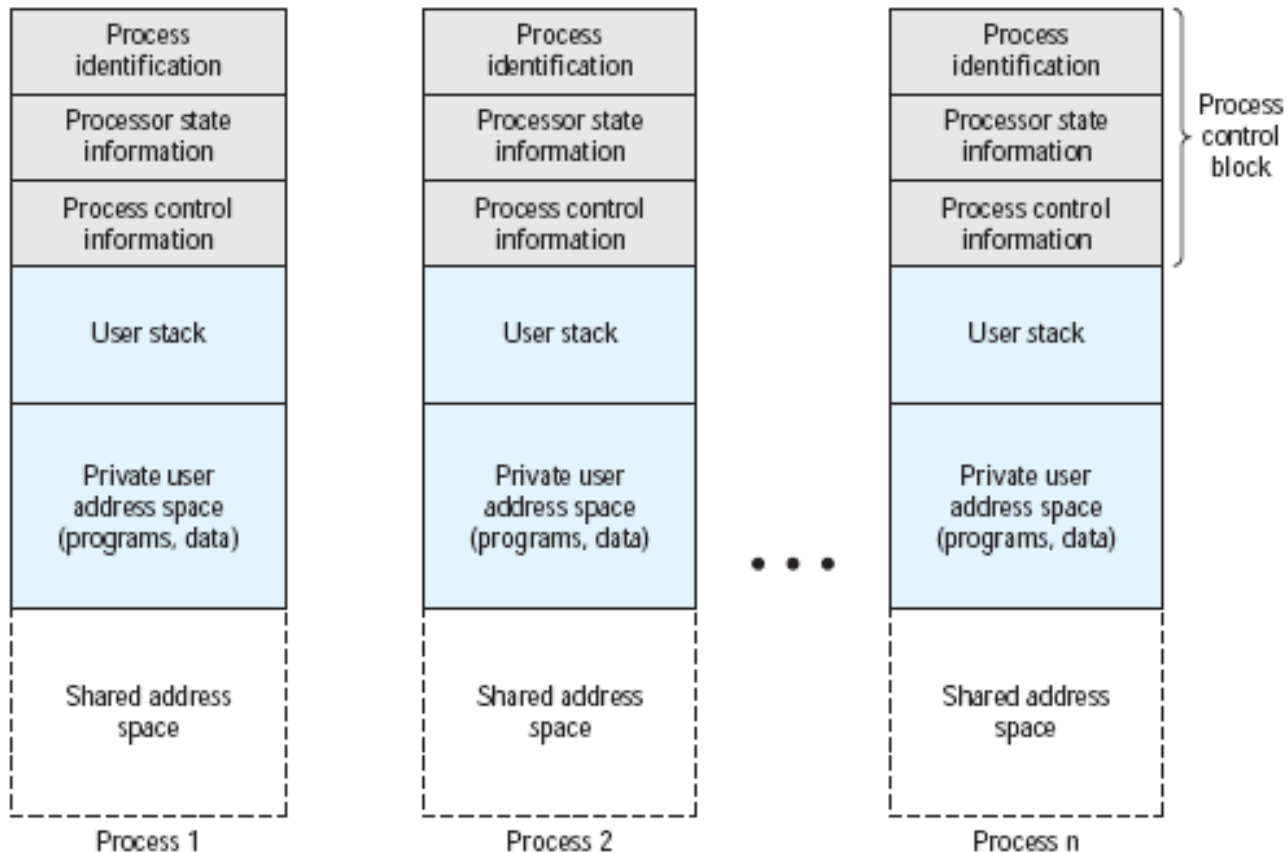 Process
identification
Processor state
information
Process control
information
User stack
Private user
address space
(programs, data)
Shared address
space
Process 1
Process
identification
Processor state
information
Process control
information
User stack
Private user
address space
(programs, data)
Shared address
space
Process 2
Process
identification
Processor state
information
Process control
information
User stack
Private user
address space
(programs, data)
Shared address
space
Process n
Process
control
block